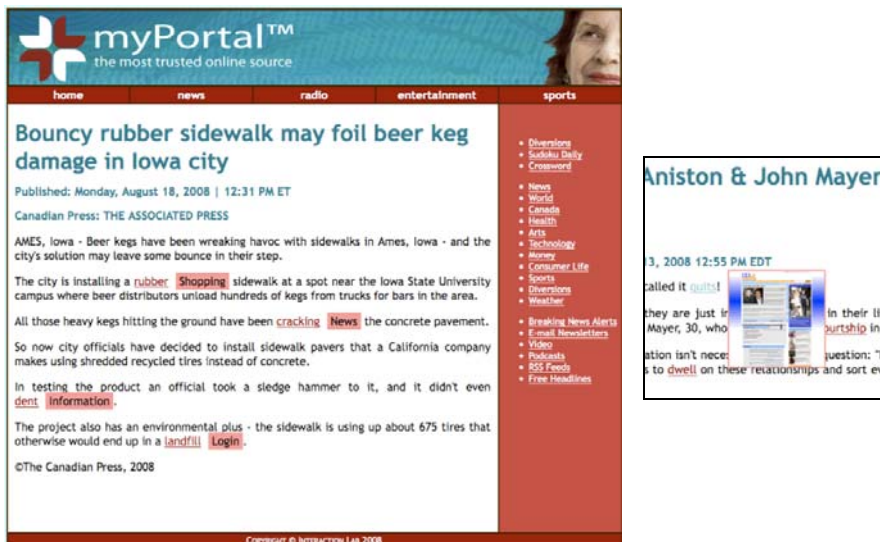 myPortal™
the most trusted online source
home news radio entertainment sports
Bouncy rubber sidewalk may foil beer keg
damage in Iowa city
Published: Monday, August 18, 2008 | 12:31 PM ET
Canadian Press: THE ASSOCIATED PRESS
AMES, Iowa - Beer kegs have been wreaking havoc with sidewalks in Ames, Iowa - and the
city's solution may leave some bounce in their step.
The city is installing a rubber Shopping sidewalk at a spot near the Iowa State University
campus where beer distributors unload hundreds of kegs from trucks for bars in the area.
All those heavy kegs hitting the ground have been cracking News the concrete pavement.
So now city officials have decided to install sidewalk pavers that a California company
makes using shredded recycled tires instead of concrete.
In testing the product an official took a sledge hammer to it, and it didn't even
dent Information .
The project also has an environmental plus - the sidewalk is using up about 675 tires that
otherwise would end up in a landfill Login .
©The Canadian Press, 2008
Diversions
Sudoku Daily
Crossword
News
World
Canada
Health
Arts
Technology
Money
Consumer Life
Sports
Diversions
Weather
Breaking News Alerts
E-mail Newsletters
Video
Podcasts
RSS Feeds
Free Headlines
Copyright © Interaction Lab 2008
Aniston & John Mayer
13, 2008 12:55 PM EDT
called it quits!
they are just in in their li
Mayer, 30, who urtship in
ation isn't neces uestion: "
s to dwell on these relationships and sort ev